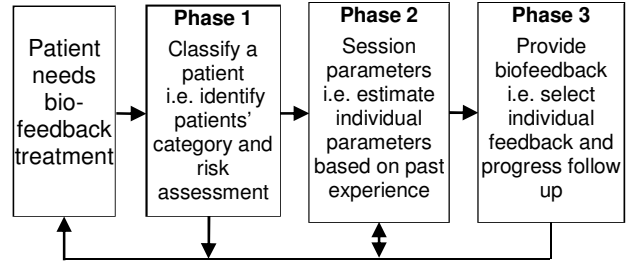 Patient
needs
bio-
feedback
treatment
Phase 1
Classify a
patient
i.e. identify
patients’
category and
risk
assessment
Phase 2
Session
parameters
i.e. estimate
individual
parameters
based on past
experience
Phase 3
Provide
biofeedback
i.e. select
individual
feedback and
progress follow
up